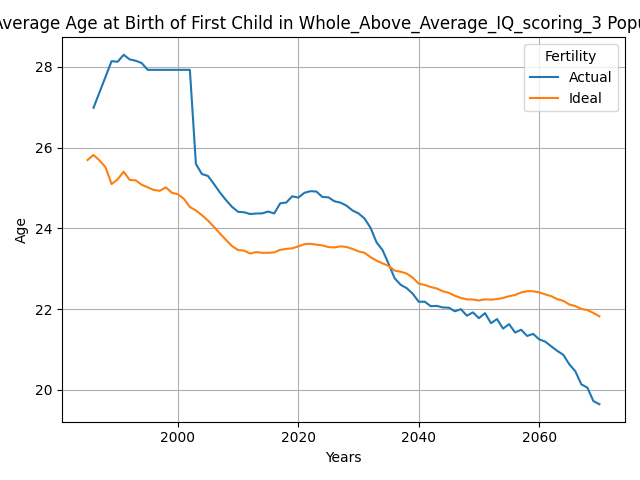 verage Age at Birth of First Child in Whole_Above_Average_IQ_scoring_3 Popu
Fertility
Actual
Ideal
28
26
24
22
20
Age
2000
2020
2040
2060
Years